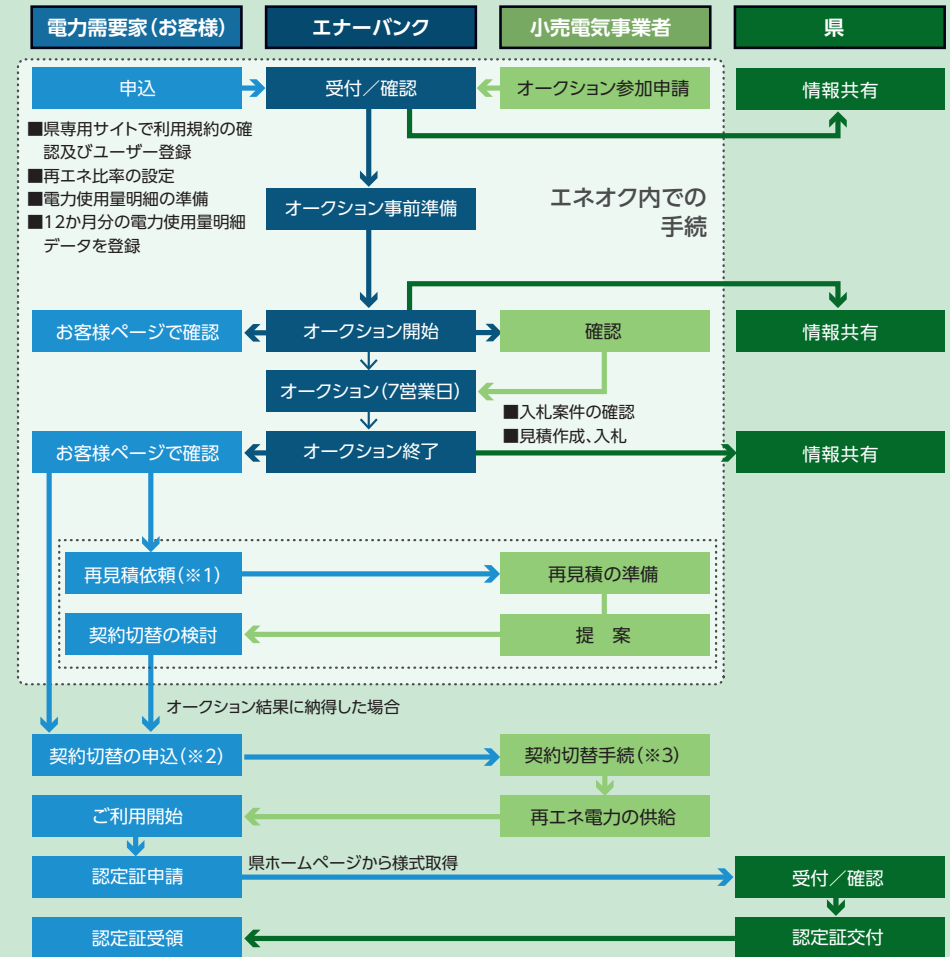 電力需要家(お客様)
エナーバンク
小売電気事業者
県
申込
受付／確認
オークション参加申請
情報共有
■県専用サイトで利用規約の確
認及びユーザー登録
■再エネ比率の設定
■電力使用量明細の準備
■12か月分の電力使用量明細
データを登録
オークション事前準備
エネオク内での
手続
お客様ページで確認
オークション開始
確認
情報共有
オークション(7営業日)
■入札案件の確認
■見積作成、入札
お客様ページで確認
オークション終了
情報共有
再見積依頼(※1)
再見積の準備
契約切替の検討
提　案
オークション結果に納得した場合
契約切替の申込(※2)
契約切替手続(※3)
ご利用開始
再エネ電力の供給
認定証申請
県ホームページから様式取得
受付／確認
認定証受領
認定証交付